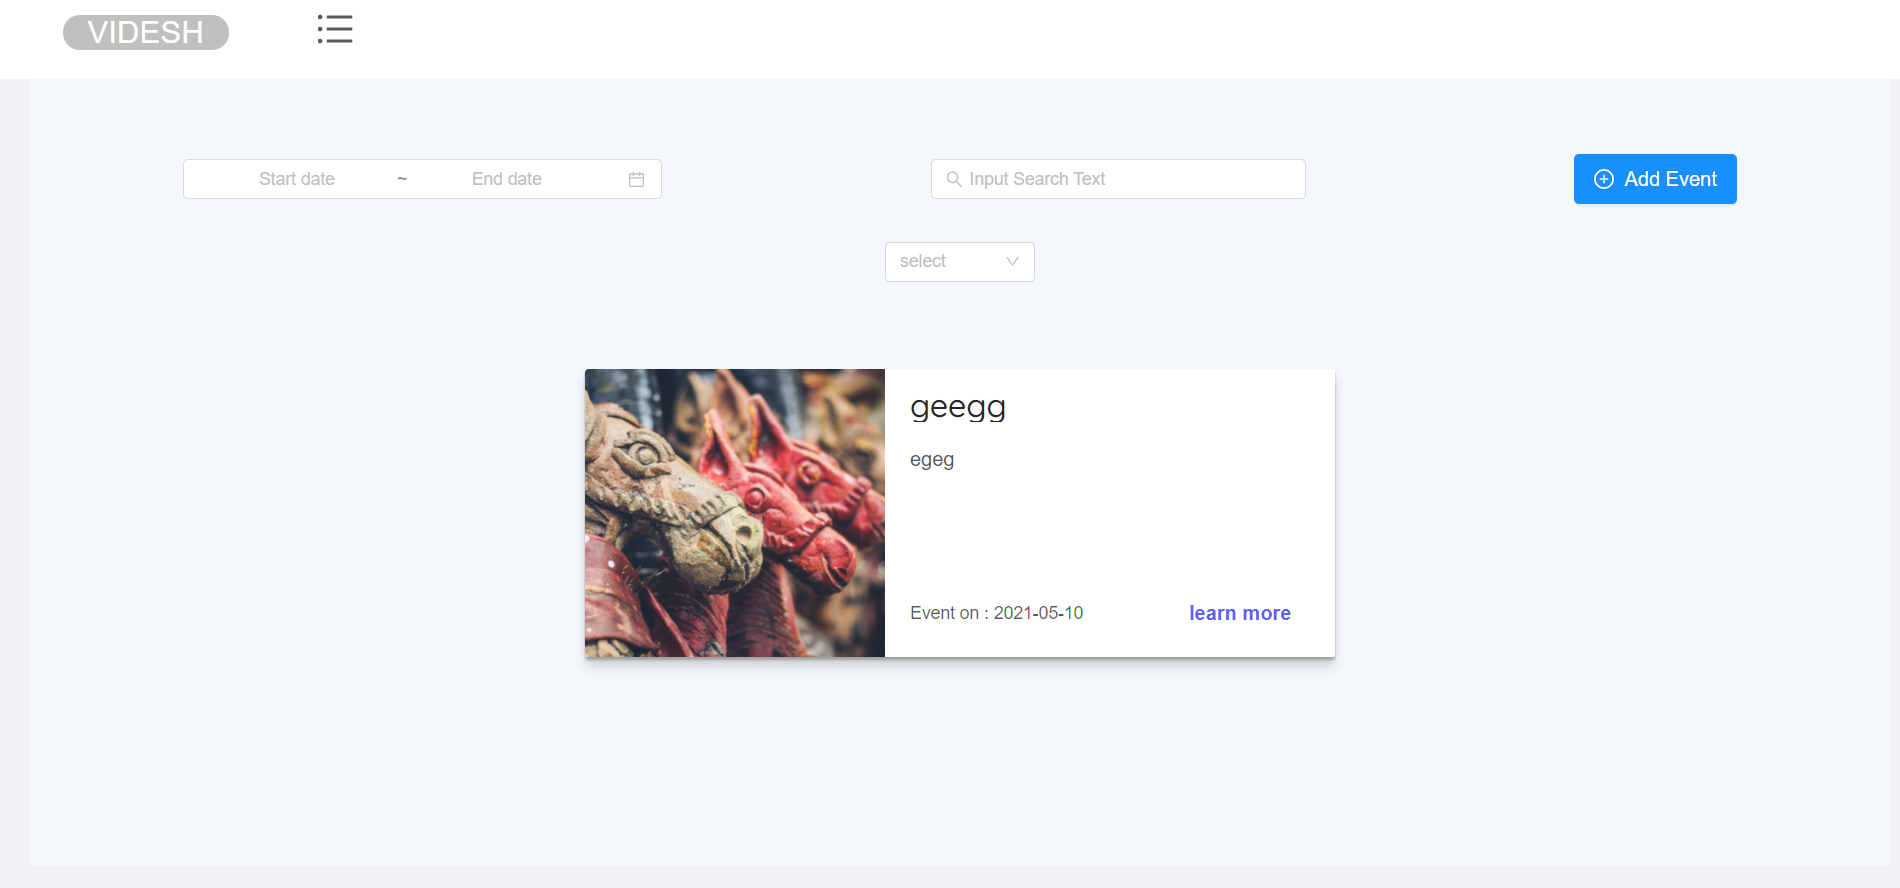 VIDESH
Start date ~ End date
Input Search Text
Add Event
select
geegg
egeg
Event on : 2021-05-10
learn more